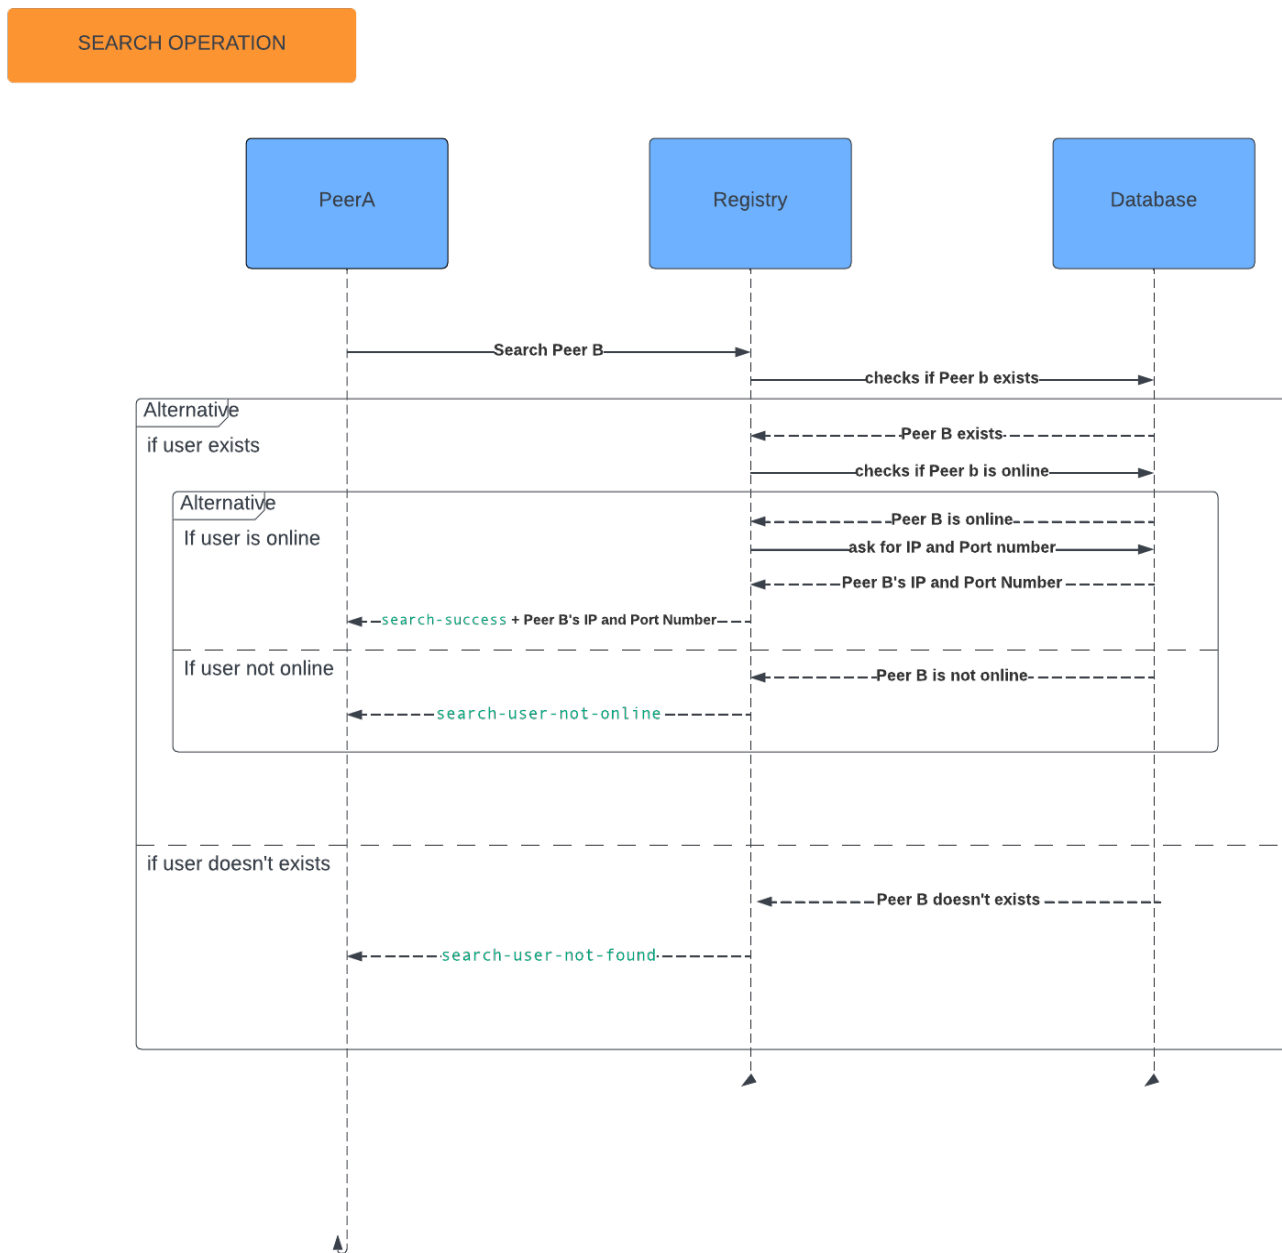 SEARCH OPERATION
PeerA
Registry
Database
Search Peer B
checks if Peer b exists
Alternative
if user exists
Peer B exists
checks if Peer b is online
Alternative
If user is online
Peer B is online
ask for IP and Port number
Peer B's IP and Port Number
search-success + Peer B's IP and Port Number
If user not online
Peer B is not online
search-user-not-online
if user doesn't exists
Peer B doesn't exists
search-user-not-found